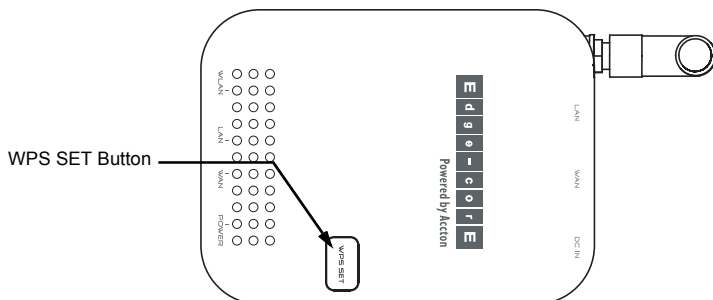 WPS SET Button
WLAN
LAN
WAN
POWER
WPS SET
Edge-corE
Powered by Accton
LAN
WAN
DC IN